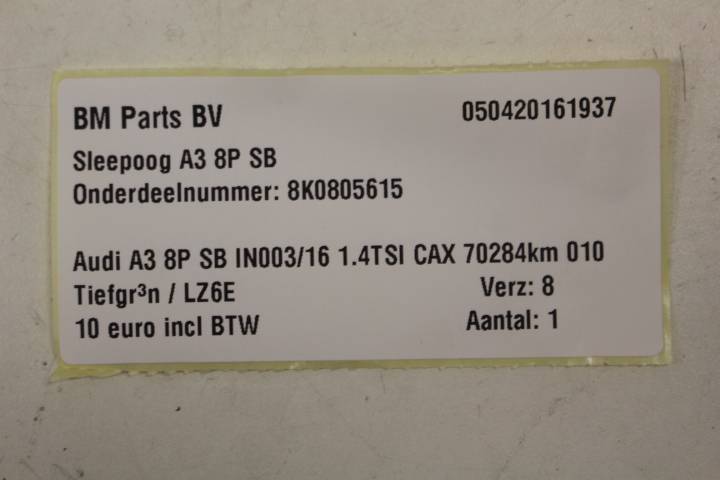 BM Parts BV 050420161937
Sleepoog A3 8P SB
Onderdeelnummer: 8K0805615
Audi A3 8P SB IN003/16 1.4TSI CAX 70284km 010
Tiefgr³n / LZ6E Verz: 8
10 euro incl BTW Aantal: 1